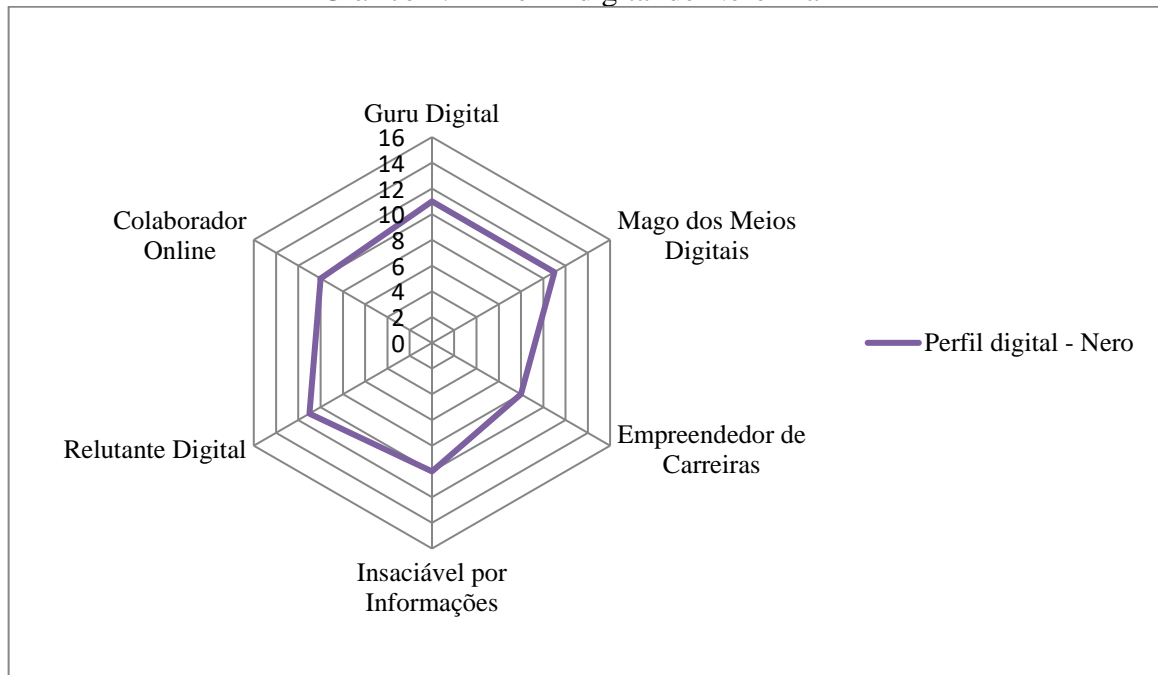 Guru Digital
16
14
12
10
8
6
4
2
0
Mago dos Meios
Digitais
Empreendedor de
Carreiras
Insaciável por
Informações
Relutante Digital
Colaborador
Online
Perfil digital - Nero